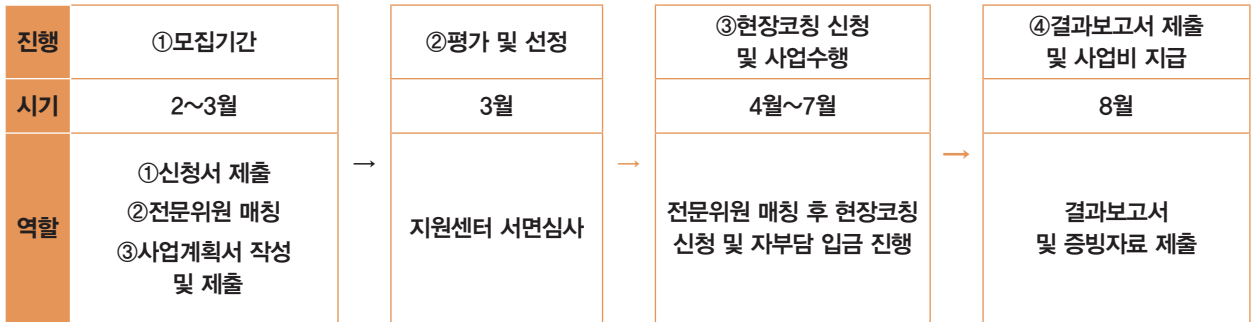 진행
①모집기간
②평가 및 선정
③현장코칭 신청
및 사업수행
④결과보고서 제출
및 사업비 지급
시기
2~3월
3월
4월~7월
8월
역할
①신청서 제출
②전문위원 매칭
③사업계획서 작성
및 제출
→
지원센터 서면심사
→
전문위원 매칭 후 현장코칭
신청 및 자부담 입금 진행
→
결과보고서
및 증빙자료 제출